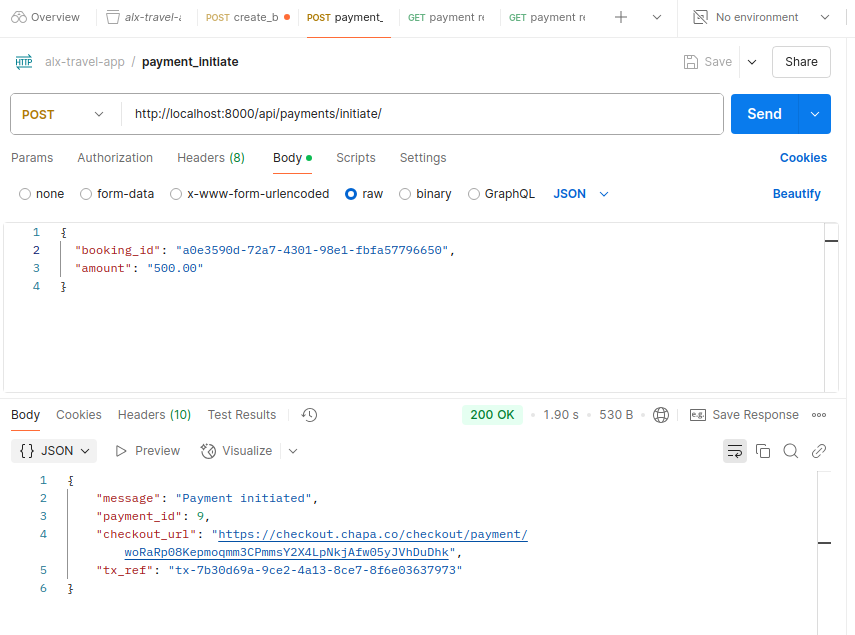 Overview alx-travel-a POST create_b POST payment_ GET payment re GET payment re No environment
HTTP alx-travel-app / payment_initiate Save Share
POST http://localhost:8000/api/payments/initiate/ Send
Params Authorization Headers (8) Body Scripts Settings Cookies
none form-data x-www-form-urlencoded raw binary GraphQL JSON Beautify
1 {
2 "booking_id": "a0e3590d-72a7-4301-98e1-fbfa57796650",
3 "amount": "500.00"
4 }
Body Cookies Headers (10) Test Results 200 OK • 1.90 s • 530 B e.g. Save Response
{} JSON Preview Visualize
1 {
2 "message": "Payment initiated",
3 "payment_id": 9,
4 "checkout_url": "https://checkout.chapa.co/checkout/payment/
woRaRp08Kepmoqmm3CPmmsY2X4LpNkjAfw05yJVhDuDhk",
5 "tx_ref": "tx-7b30d69a-9ce2-4a13-8ce7-8f6e03637973"
6 }